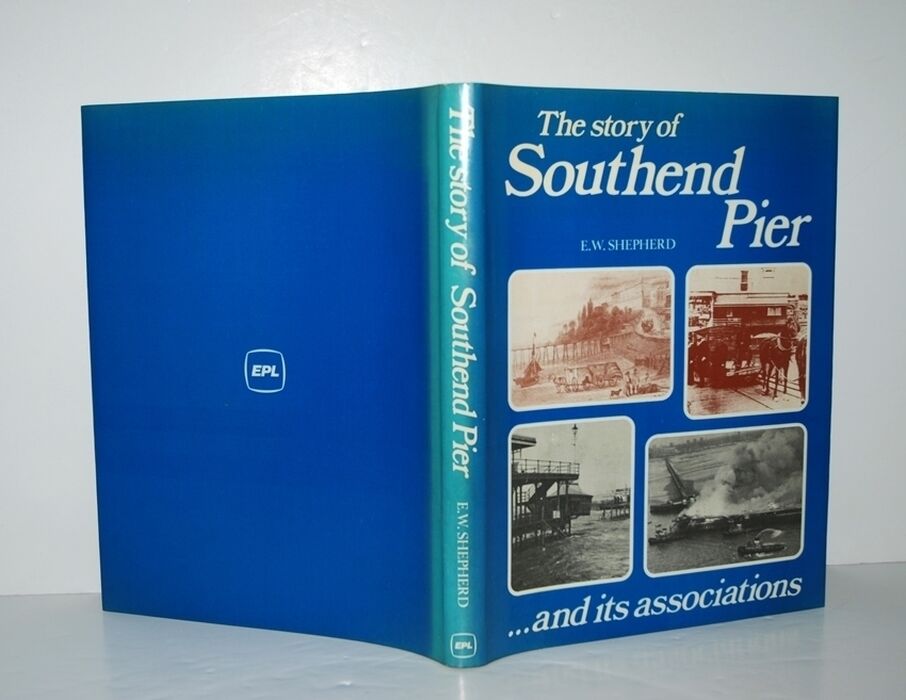 EPL
The story of Southend Pier
E.W. SHEPHERD
EPL
The story of
Southend
Pier
E.W. SHEPHERD
...and its associations